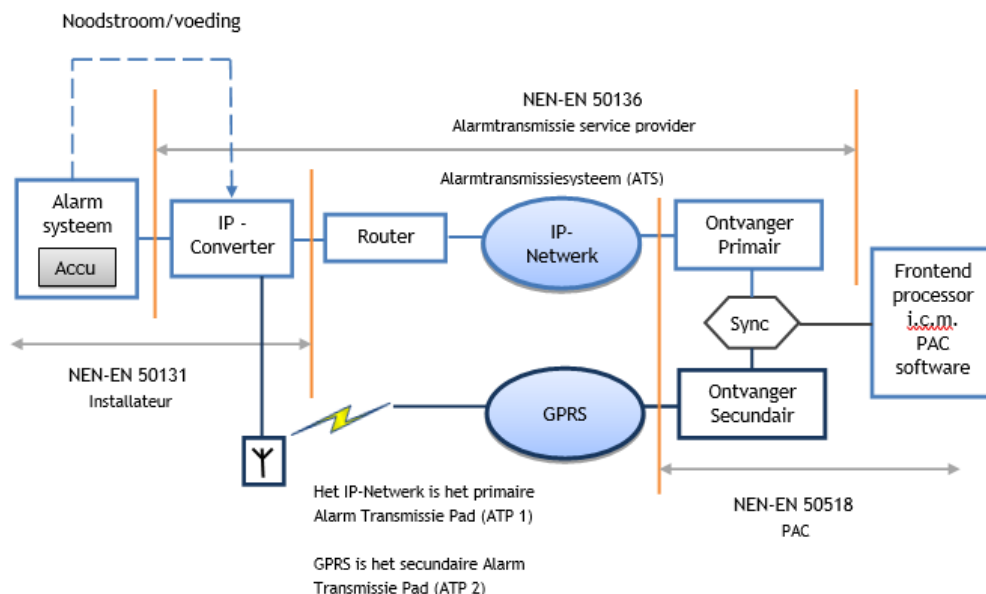 Noodstroom/voeding
NEN-EN 50136
Alarmtransmissie service provider
Alarmtransmissiesysteem (ATS)
Alarm
systeem
Accu
IP -
Converter
Router
IP-
Netwerk
Ontvanger
Primair
Frontend
processor
i.c.m.
PAC
software
Sync
NEN-EN 50131
Installateur
GPRS
Ontvanger
Secundair
Het IP-Netwerk is het primaire
Alarm Transmissie Pad (ATP 1)
GPRS is het secundaire Alarm
Transmissie Pad (ATP 2)
NEN-EN 50518
PAC